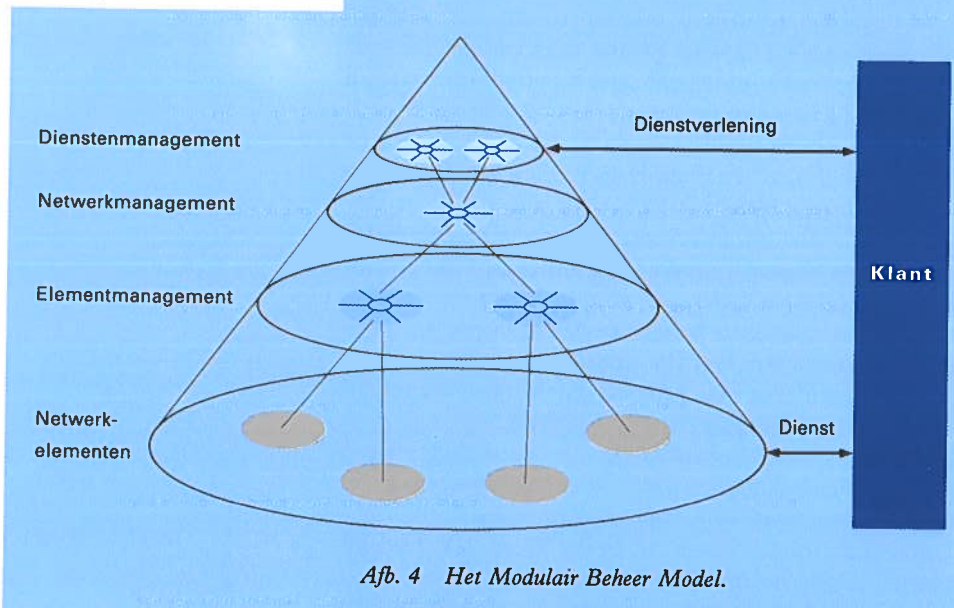 Dienstenmanagement
Dienstverlening
Netwerkmanagement
Klant
Elementmanagement
Netwerk-
elementen
Dienst
Afb. 4 Het Modulair Beheer Model.